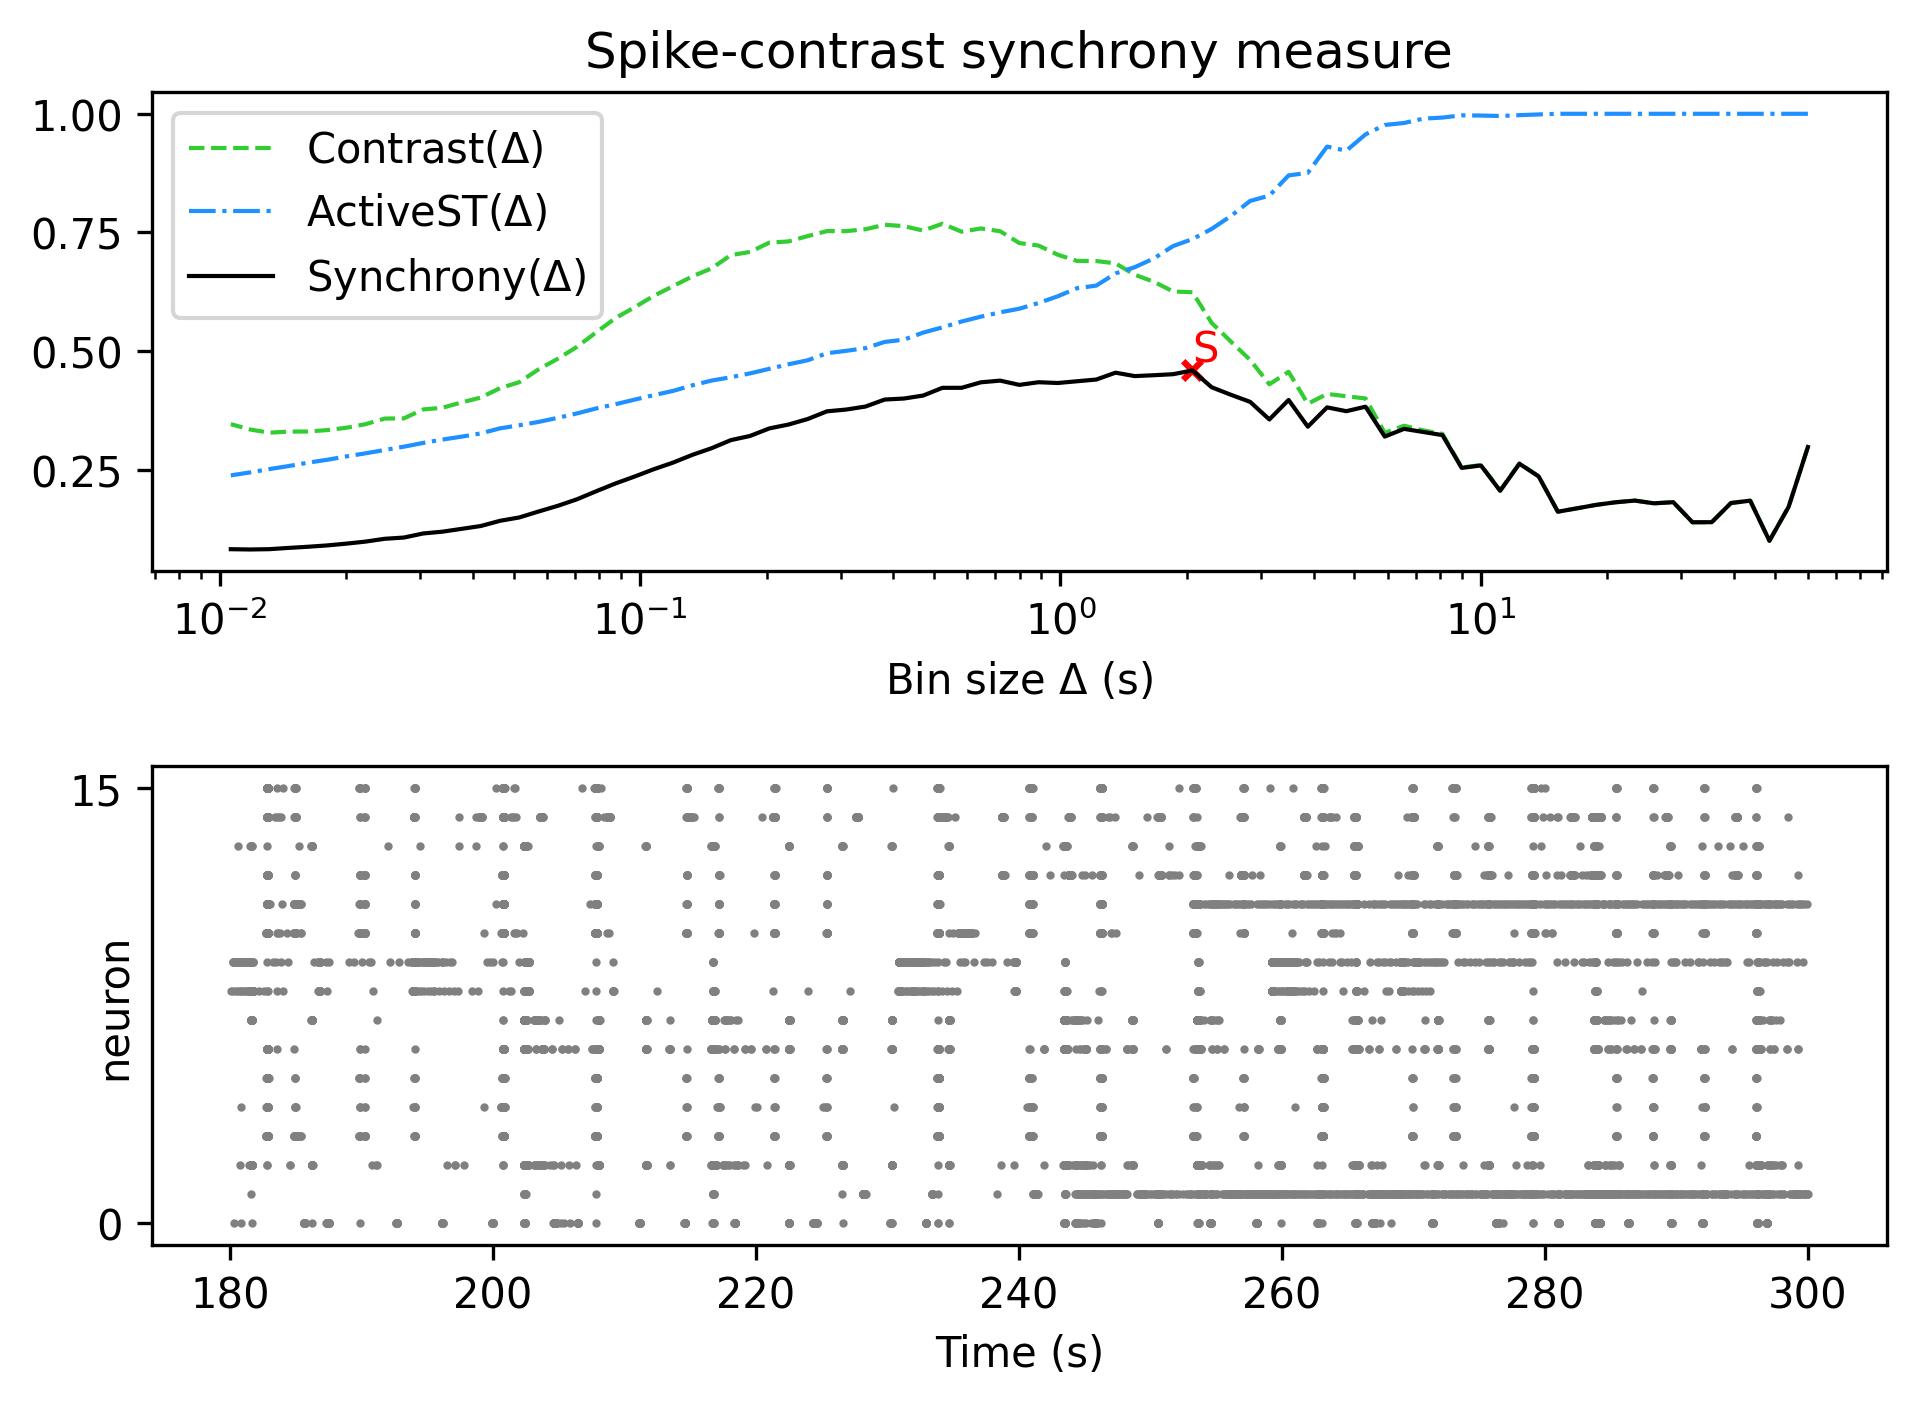 Spike-contrast synchrony measure
1.00
0.75
0.50
0.25
Contrast(Δ)
ActiveST(Δ)
Synchrony(Δ)
S
10⁻² 10⁻¹ 10⁰ 10¹
Bin size Δ (s)
15
0
neuron
180 200 220 240 260 280 300
Time (s)